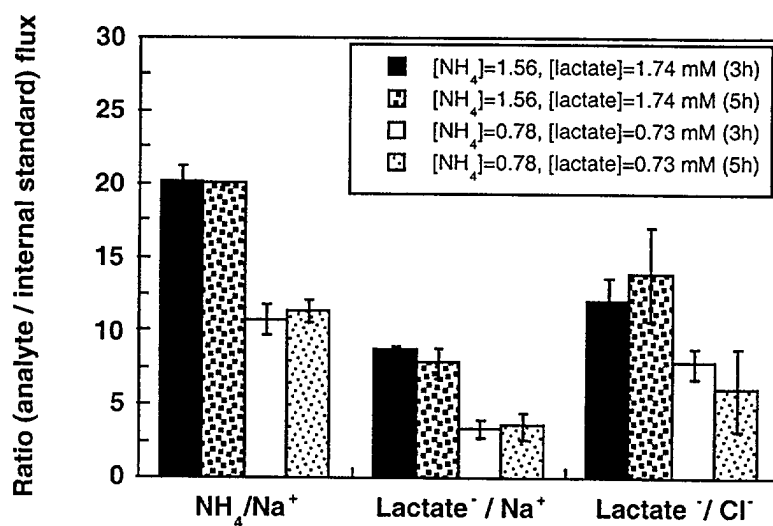 Ratio (analyte / internal standard) flux
30
25
20
15
10
5
0
[NH₄]=1.56, [lactate]=1.74 mM (3h)
[NH₄]=1.56, [lactate]=1.74 mM (5h)
[NH₄]=0.78, [lactate]=0.73 mM (3h)
[NH₄]=0.78, [lactate]=0.73 mM (5h)
NH₄/Na⁺ Lactate⁻ / Na⁺ Lactate ⁻/ Cl⁻